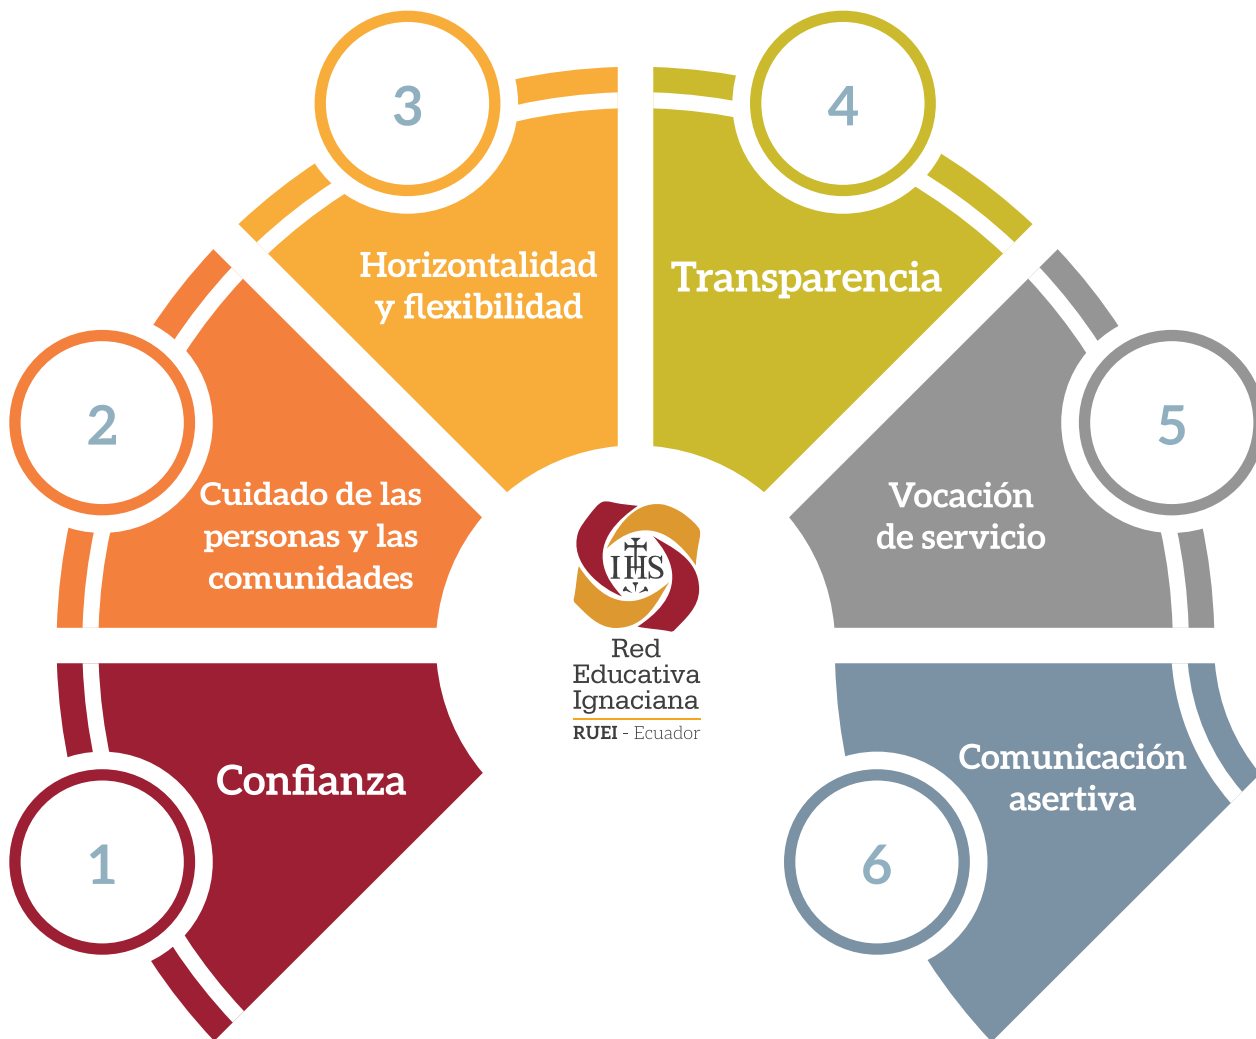 1
Confianza
2
Cuidado de las
personas y las
comunidades
3
Horizontalidad
y flexibilidad
4
Transparencia
5
Vocación
de servicio
6
Comunicación
asertiva
IHS
Red
Educativa
Ignaciana
RUEI - Ecuador